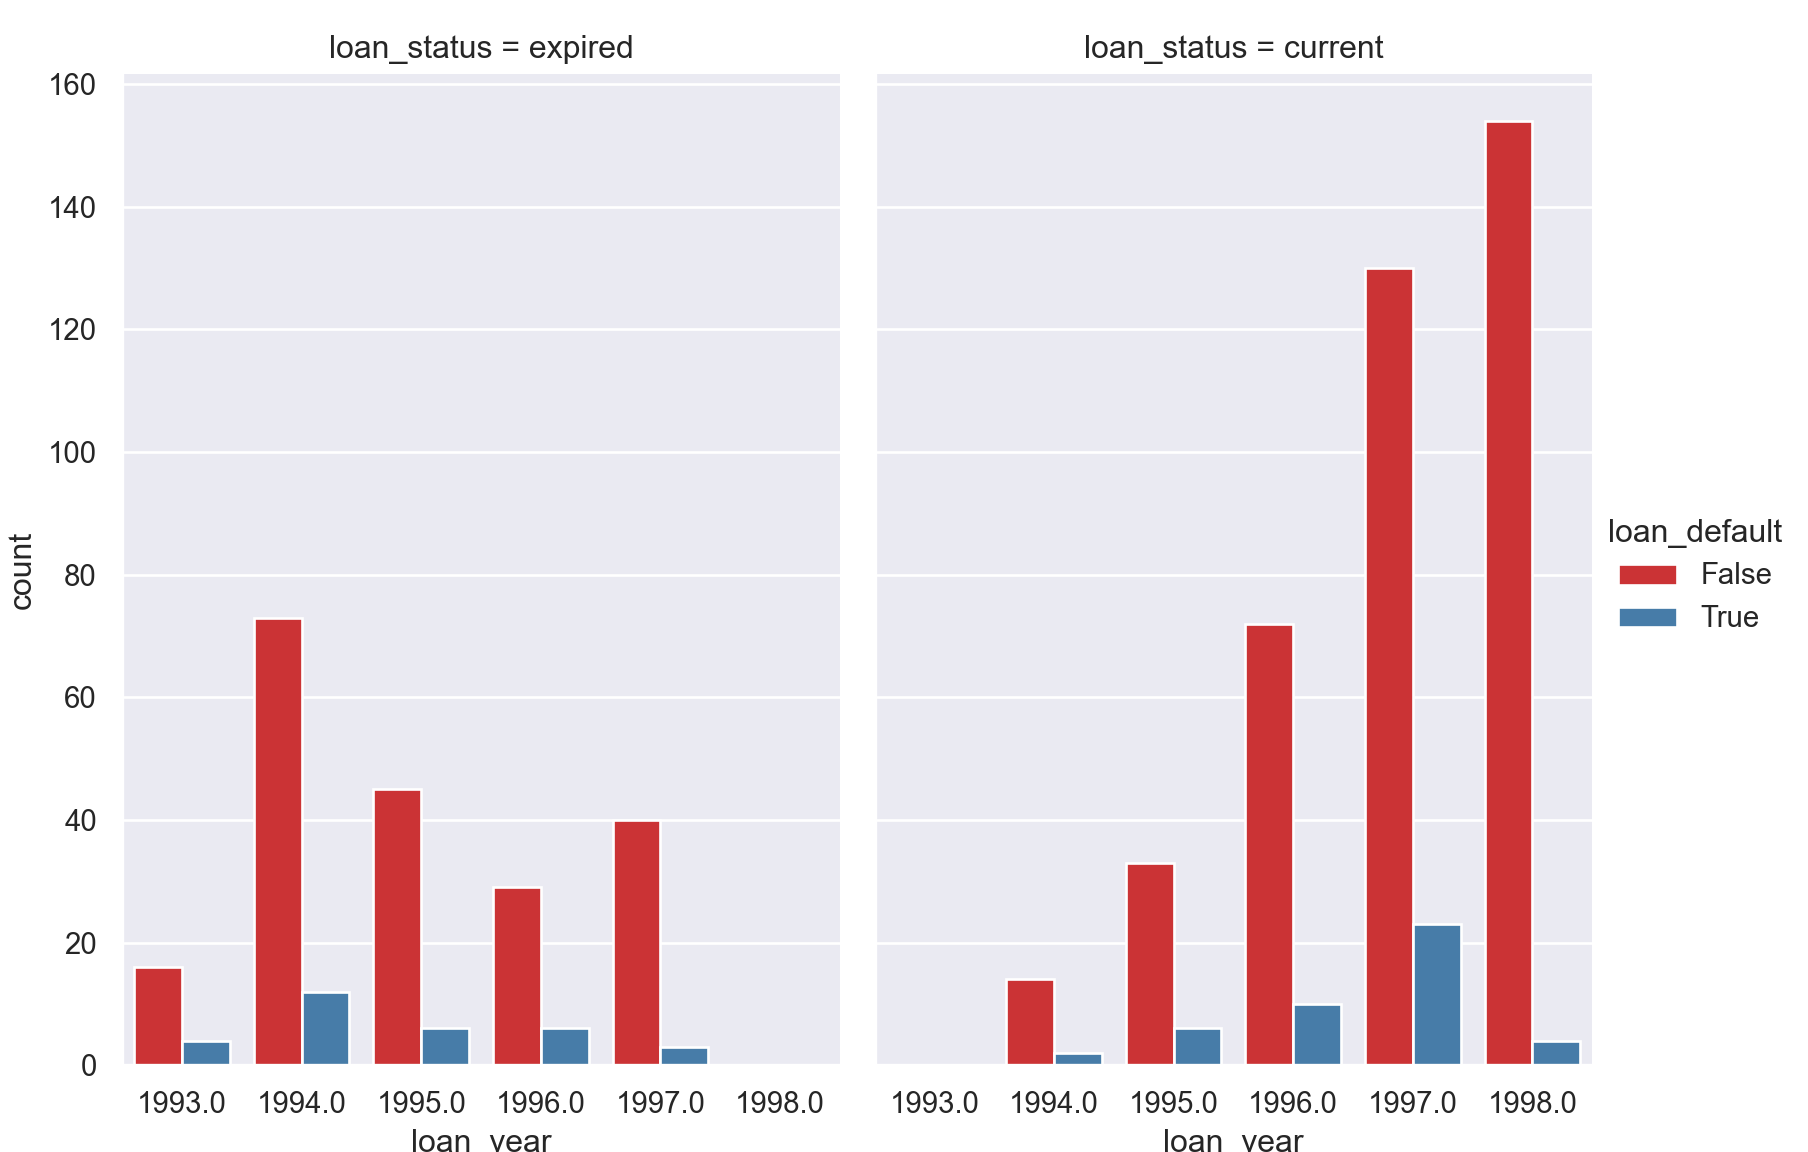 loan_status = expired
loan_status = current
160
140
120
100
80
60
40
20
0
count
1993.0 1994.0 1995.0 1996.0 1997.0 1998.0
1993.0 1994.0 1995.0 1996.0 1997.0 1998.0
loan_year
loan_year
loan_default
False
True